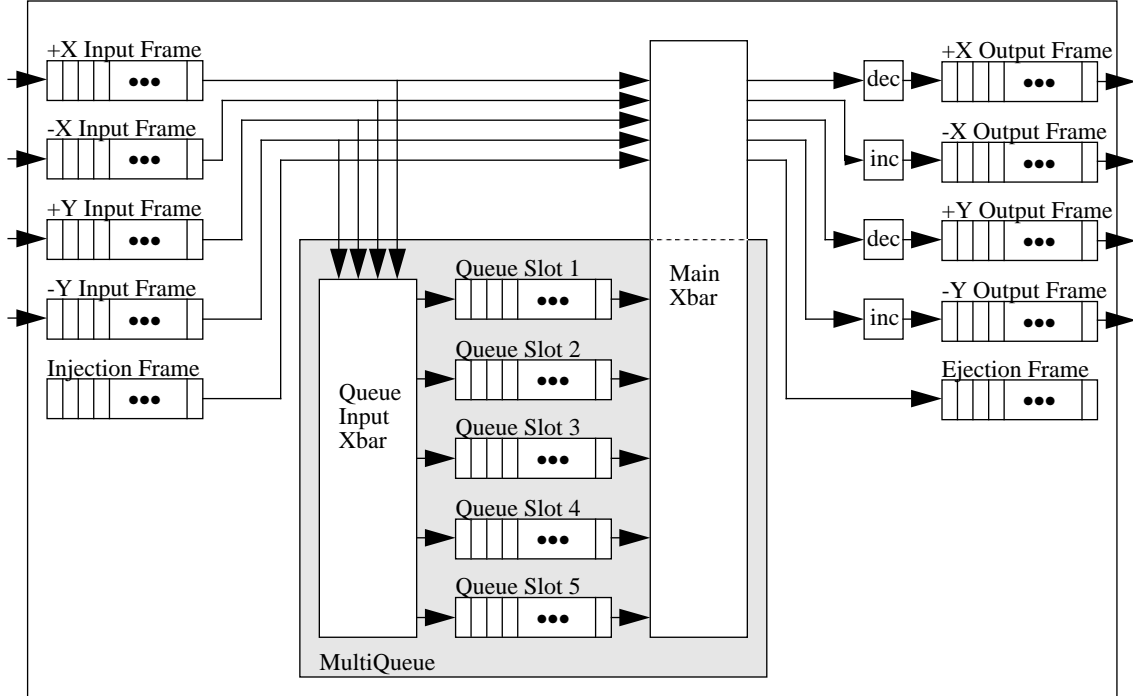 +X Input Frame
-X Input Frame
+Y Input Frame
-Y Input Frame
Injection Frame
Queue
Input
Xbar
MultiQueue
Queue Slot 1
Queue Slot 2
Queue Slot 3
Queue Slot 4
Queue Slot 5
Main
Xbar
dec
inc
dec
inc
+X Output Frame
-X Output Frame
+Y Output Frame
-Y Output Frame
Ejection Frame